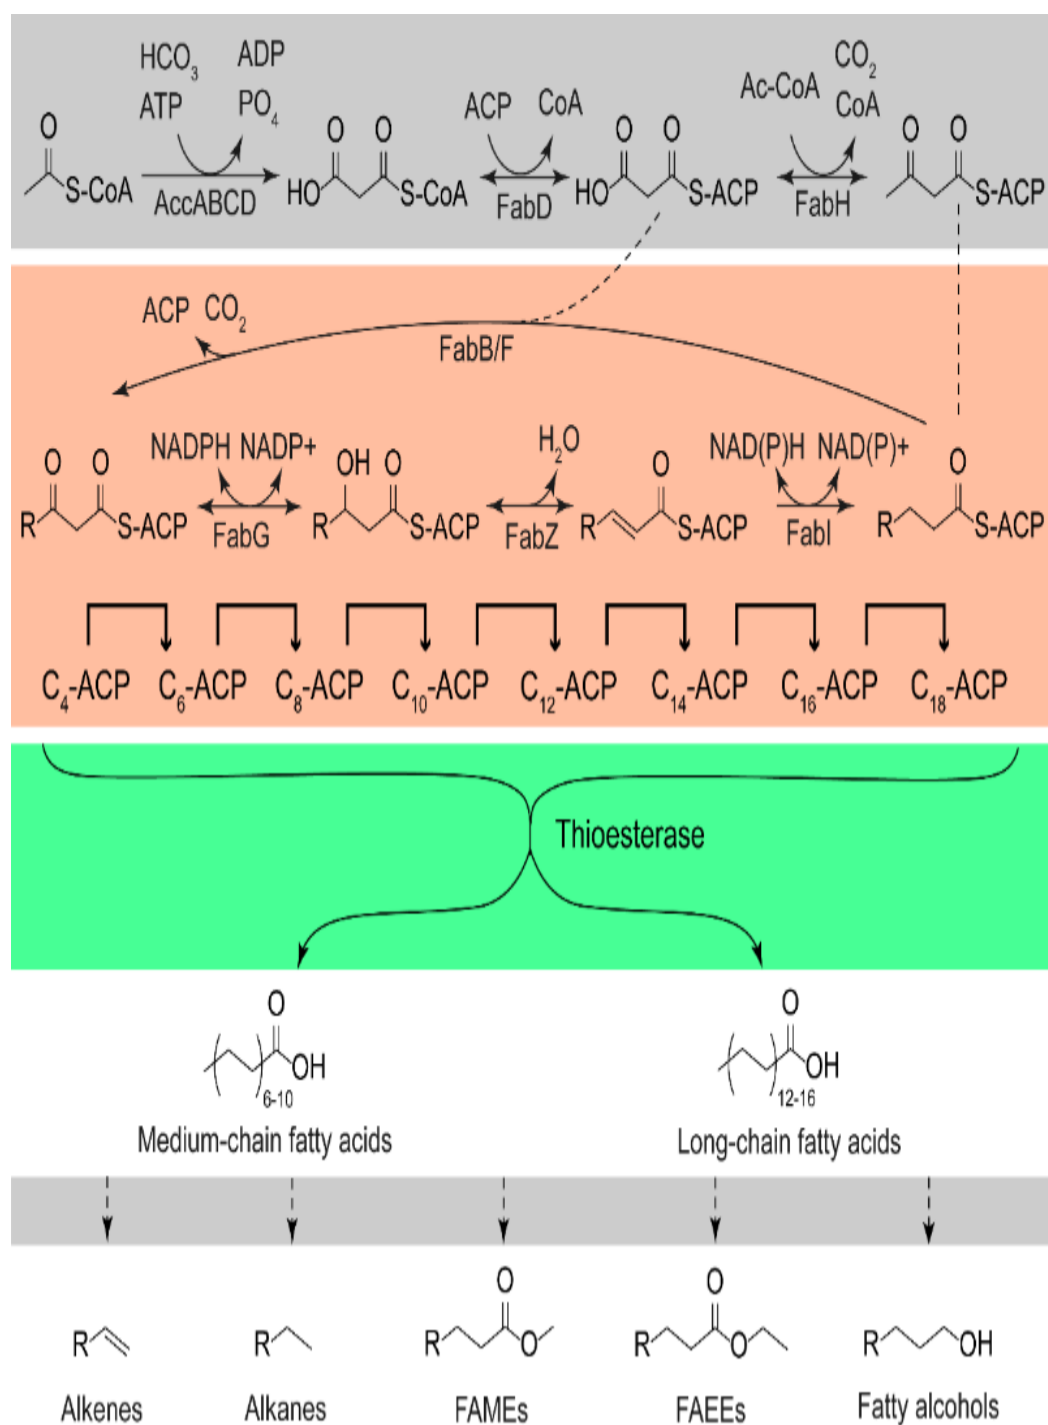 HCO₃ ADP
ATP PO₄
ACP CoA
Ac-CoA CO₂
CoA
O
S-CoA
AccABCD
O O
HO S-CoA
FabD
O O
HO S-ACP
FabH
O O
S-ACP
ACP CO₂
FabB/F
NADPH NADP+
H₂O
NAD(P)H NAD(P)+
O O
R S-ACP
FabG
OH O
R S-ACP
FabZ
O
R S-ACP
FabI
O
R S-ACP
C₄-ACP C₆-ACP C₈-ACP C₁₀-ACP C₁₂-ACP C₁₄-ACP C₁₆-ACP C₁₈-ACP
Thioesterase
O
( ) OH
6-10
Medium-chain fatty acids
O
( ) OH
12-16
Long-chain fatty acids
R
Alkenes
R
Alkanes
O
R O
FAMEs
O
R O
FAEEs
R OH
Fatty alcohols